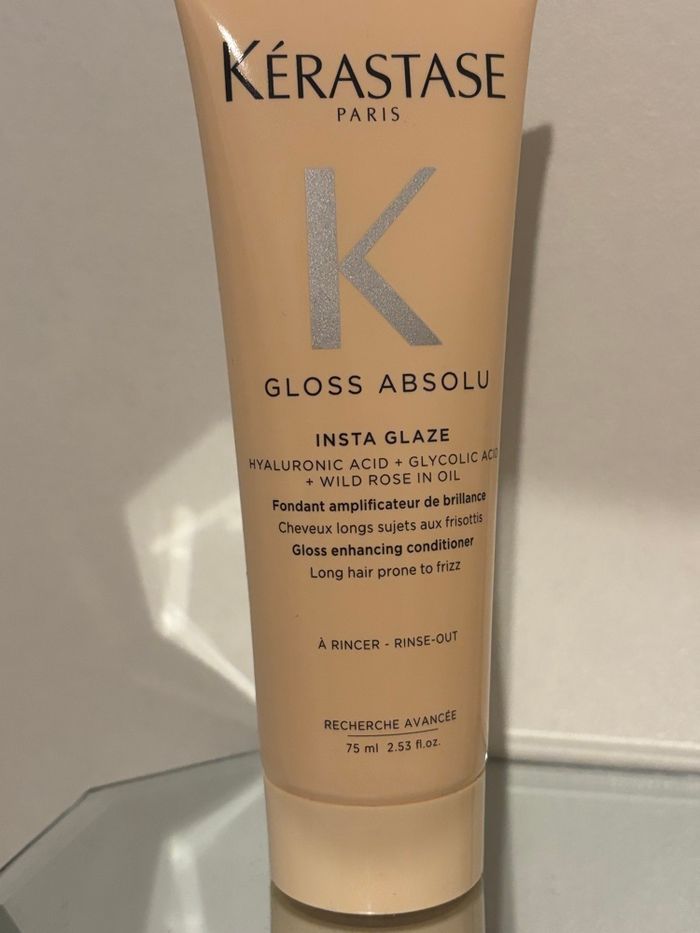 KÉRASTASE
PARIS
K
GLOSS ABSOLU
INSTA GLAZE
HYALURONIC ACID + GLYCOLIC ACID
+ WILD ROSE IN OIL
Fondant amplificateur de brillance
Cheveux longs sujets aux frisottis
Gloss enhancing conditioner
Long hair prone to frizz
À RINCER - RINSE-OUT
RECHERCHE AVANCÉE
75 ml 2.53 fl.oz.